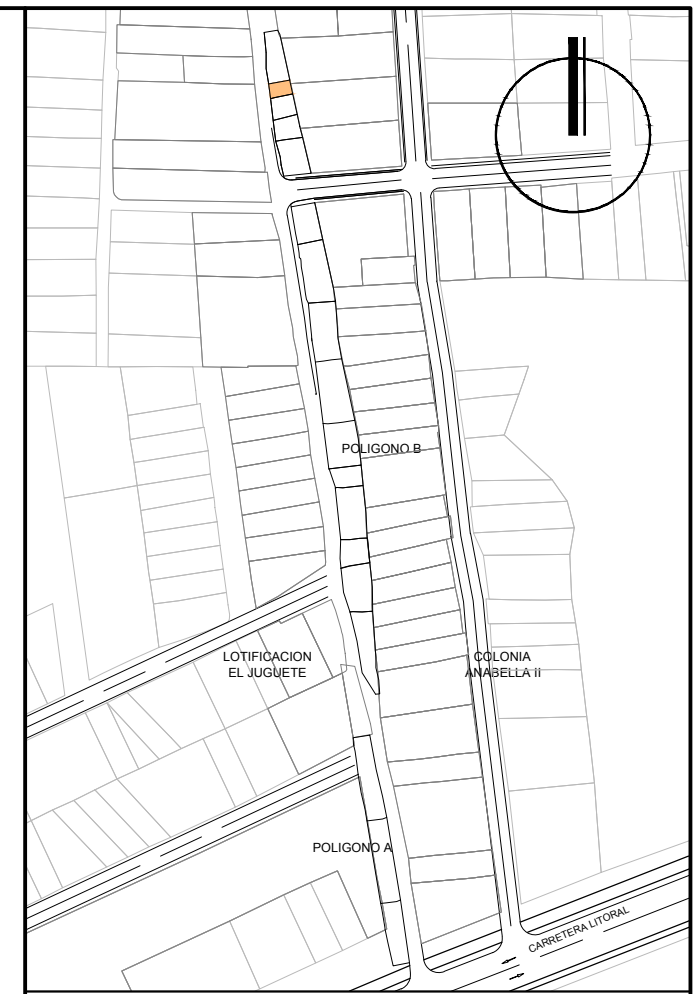 POLIGONO B
LOTIFICACION
EL JUGUETE
COLONIA
ANABELLA II
POLIGONO A
CARRETERA LITORAL